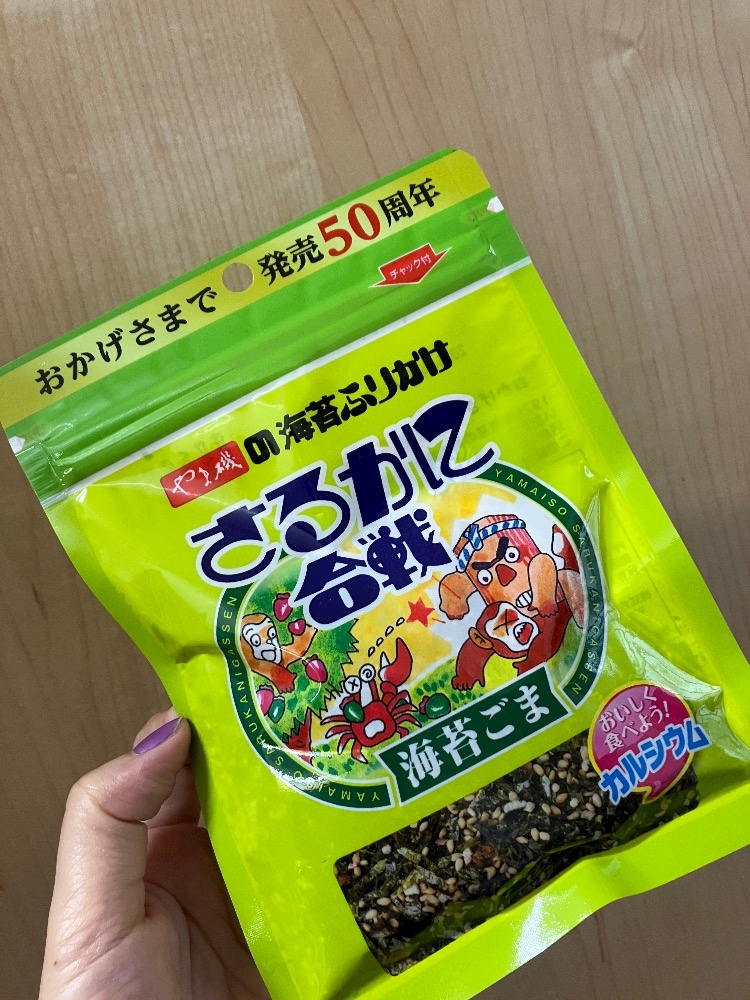 おかげさまで発売50周年
チャック付
やま磯の海苔ふりかけ
さるかに
合戦
YAMAISO SARUKANIGASSEN
YAMAISO SARUKANIGASSEN
海苔ごま
おいしく
食べよう!
カルシウム